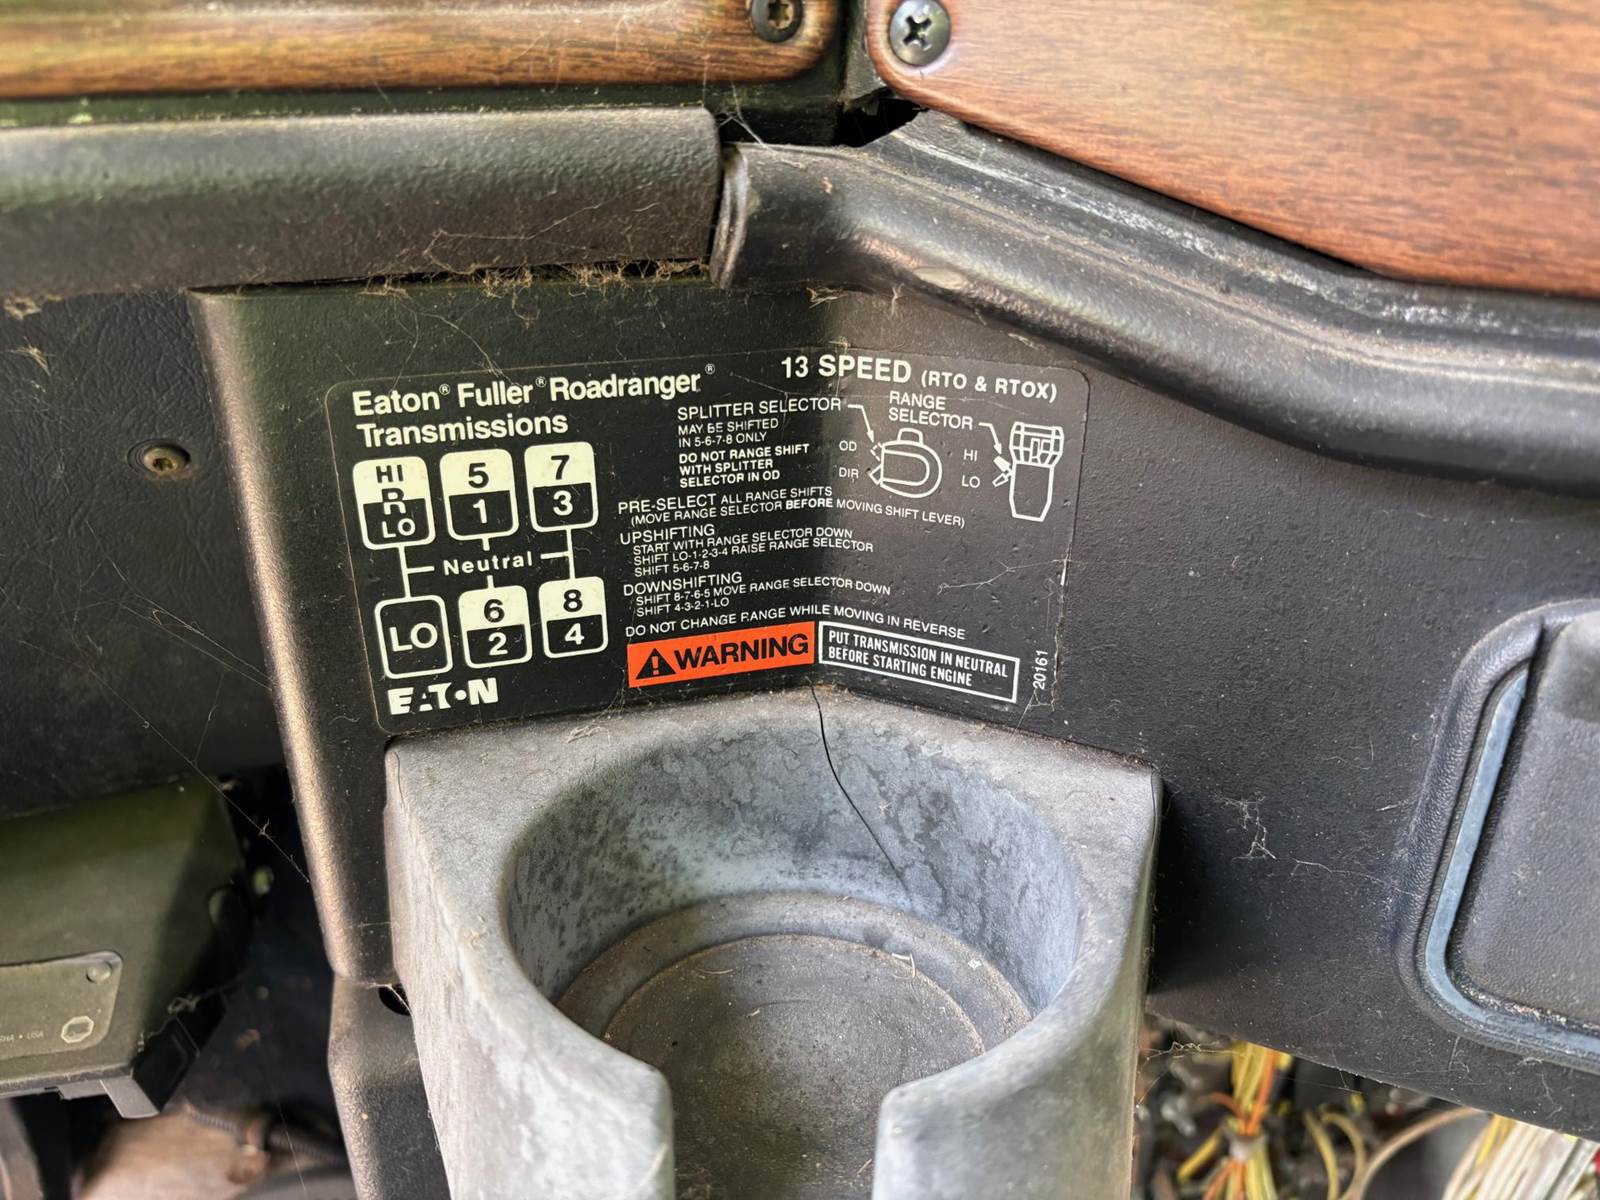 Eaton® Fuller® Roadranger®
Transmissions
13 SPEED (RTO & RTOX)
HI
R
LO
5
1
7
3
Neutral
LO
6
2
8
4
EATON
SPLITTER SELECTOR
MAY BE SHIFTED
IN 5-6-7-8 ONLY
DO NOT RANGE SHIFT
WITH SPLITTER
SELECTOR IN OD
OD
DIR
RANGE
SELECTOR
HI
LO
PRE-SELECT ALL RANGE SHIFTS
(MOVE RANGE SELECTOR BEFORE MOVING SHIFT LEVER)
UPSHIFTING
START WITH RANGE SELECTOR DOWN
SHIFT LO-1-2-3-4 RAISE RANGE SELECTOR
SHIFT 5-6-7-8
DOWNSHIFTING
SHIFT 8-7-6-5 MOVE RANGE SELECTOR DOWN
SHIFT 4-3-2-1-LO
DO NOT CHANGE RANGE WHILE MOVING IN REVERSE
WARNING
PUT TRANSMISSION IN NEUTRAL
BEFORE STARTING ENGINE
20161
USA